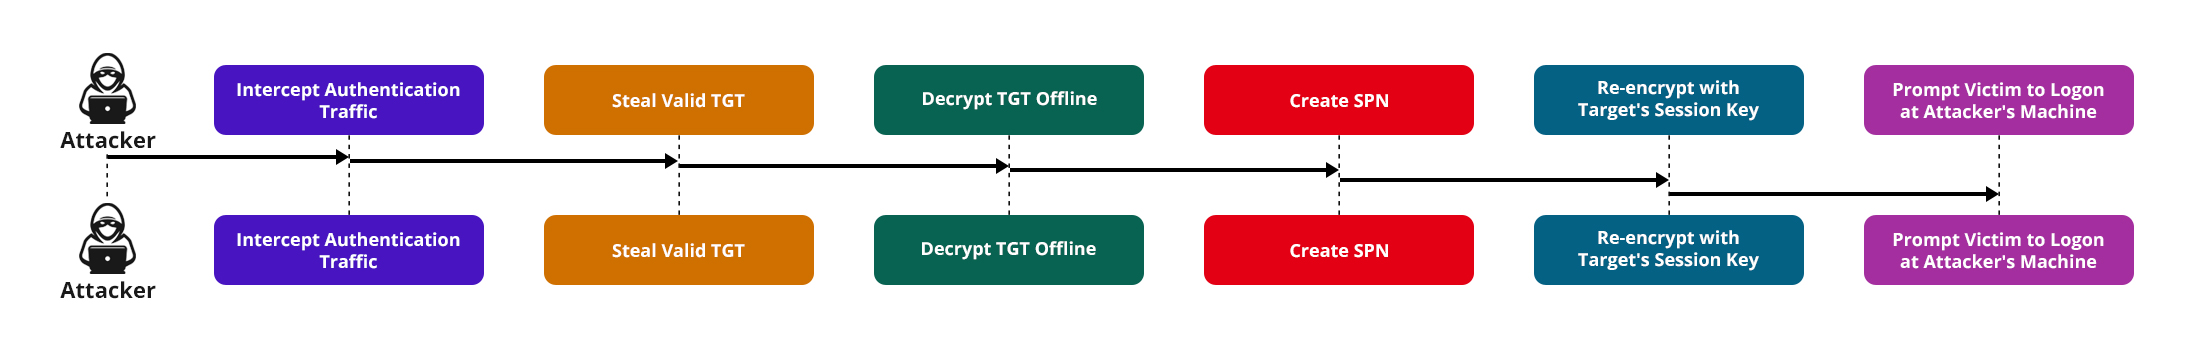 Attacker
Intercept Authentication
Traffic
Steal Valid TGT
Decrypt TGT Offline
Create SPN
Re-encrypt with
Target's Session Key
Prompt Victim to Logon
at Attacker's Machine
Attacker
Intercept Authentication
Traffic
Steal Valid TGT
Decrypt TGT Offline
Create SPN
Re-encrypt with
Target's Session Key
Prompt Victim to Logon
at Attacker's Machine